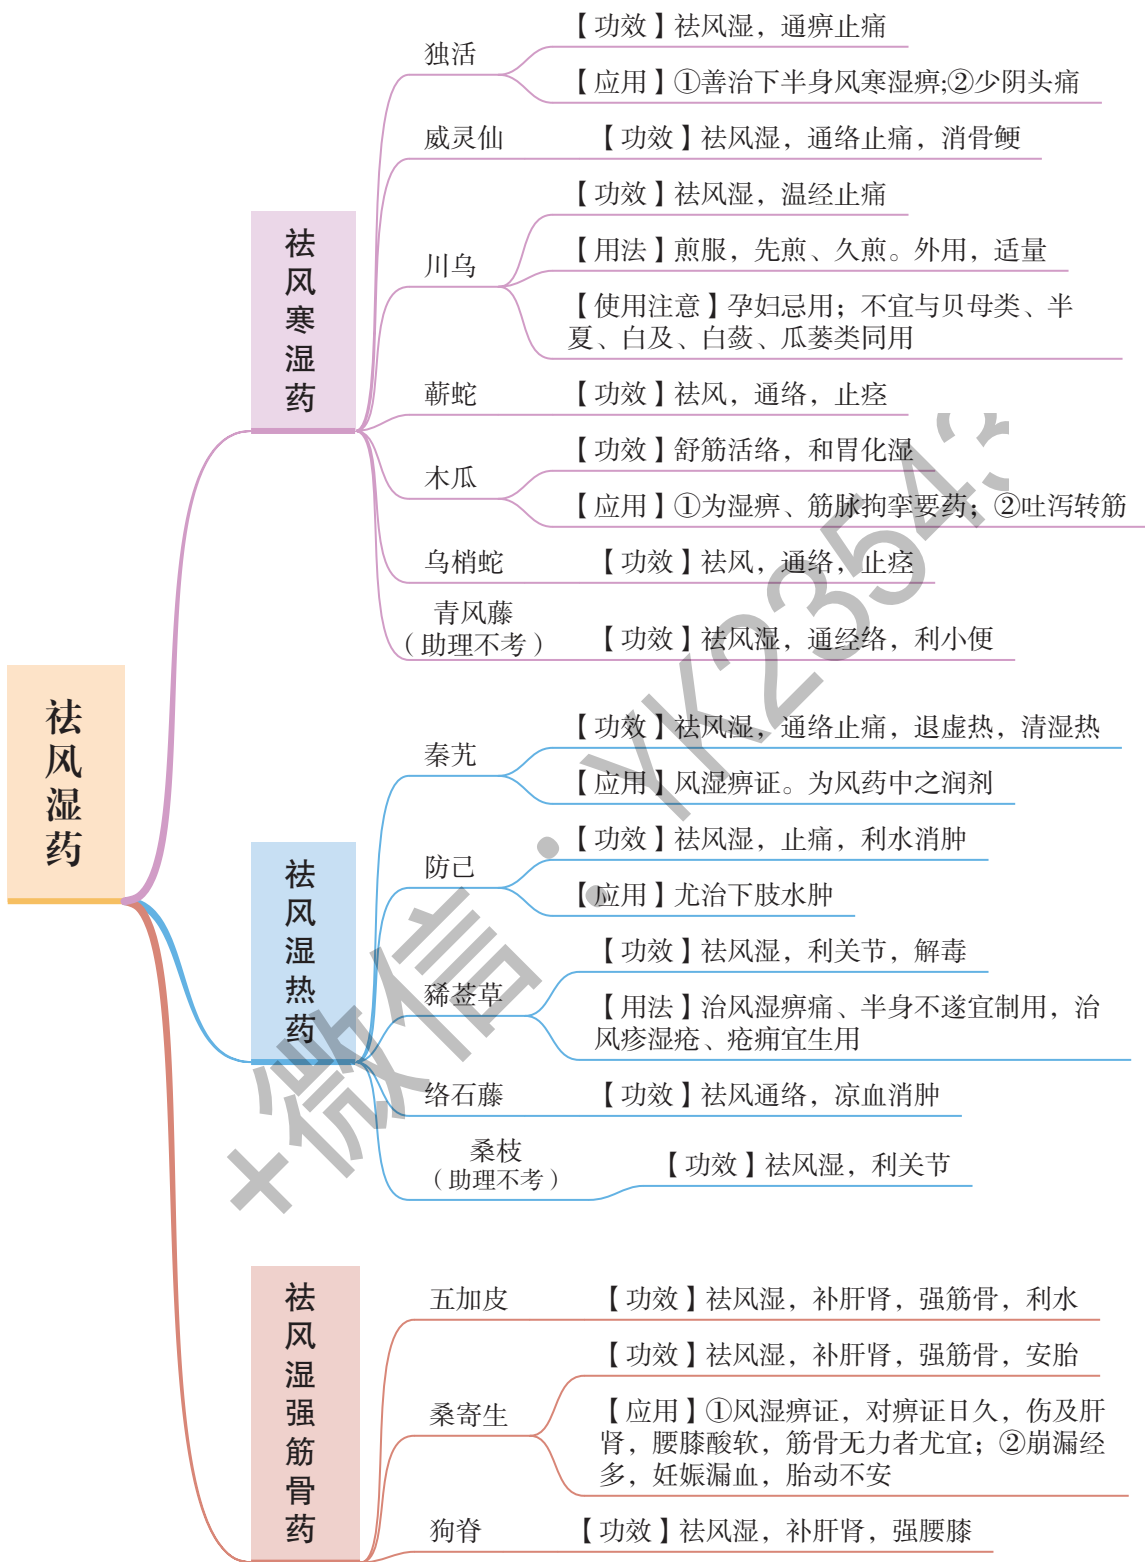 祛风湿药
祛风寒湿药
独活
【功效】祛风湿，通痹止痛
【应用】①善治下半身风寒湿痹;②少阴头痛
威灵仙
【功效】祛风湿，通络止痛，消骨鲠
川乌
【功效】祛风湿，温经止痛
【用法】煎服，先煎、久煎。外用，适量
【使用注意】孕妇忌用；不宜与贝母类、半
夏、白及、白蔹、瓜蒌类同用
蕲蛇
【功效】祛风，通络，止痉
木瓜
【功效】舒筋活络，和胃化湿
【应用】①为湿痹、筋脉拘挛要药；②吐泻转筋
乌梢蛇
【功效】祛风，通络，止痉
青风藤
（助理不考）
【功效】祛风湿，通经络，利小便
祛风湿热药
秦艽
【功效】祛风湿，通络止痛，退虚热，清湿热
【应用】风湿痹证。为风药中之润剂
防己
【功效】祛风湿，止痛，利水消肿
【应用】尤治下肢水肿
豨莶草
【功效】祛风湿，利关节，解毒
【用法】治风湿痹痛、半身不遂宜制用，治
风疹湿疮、疮痈宜生用
络石藤
【功效】祛风通络，凉血消肿
桑枝
（助理不考）
【功效】祛风湿，利关节
祛风湿强筋骨药
五加皮
【功效】祛风湿，补肝肾，强筋骨，利水
桑寄生
【功效】祛风湿，补肝肾，强筋骨，安胎
【应用】①风湿痹证，对痹证日久，伤及肝
肾，腰膝酸软，筋骨无力者尤宜；②崩漏经
多，妊娠漏血，胎动不安
狗脊
【功效】祛风湿，补肝肾，强腰膝
+微信：YK2354